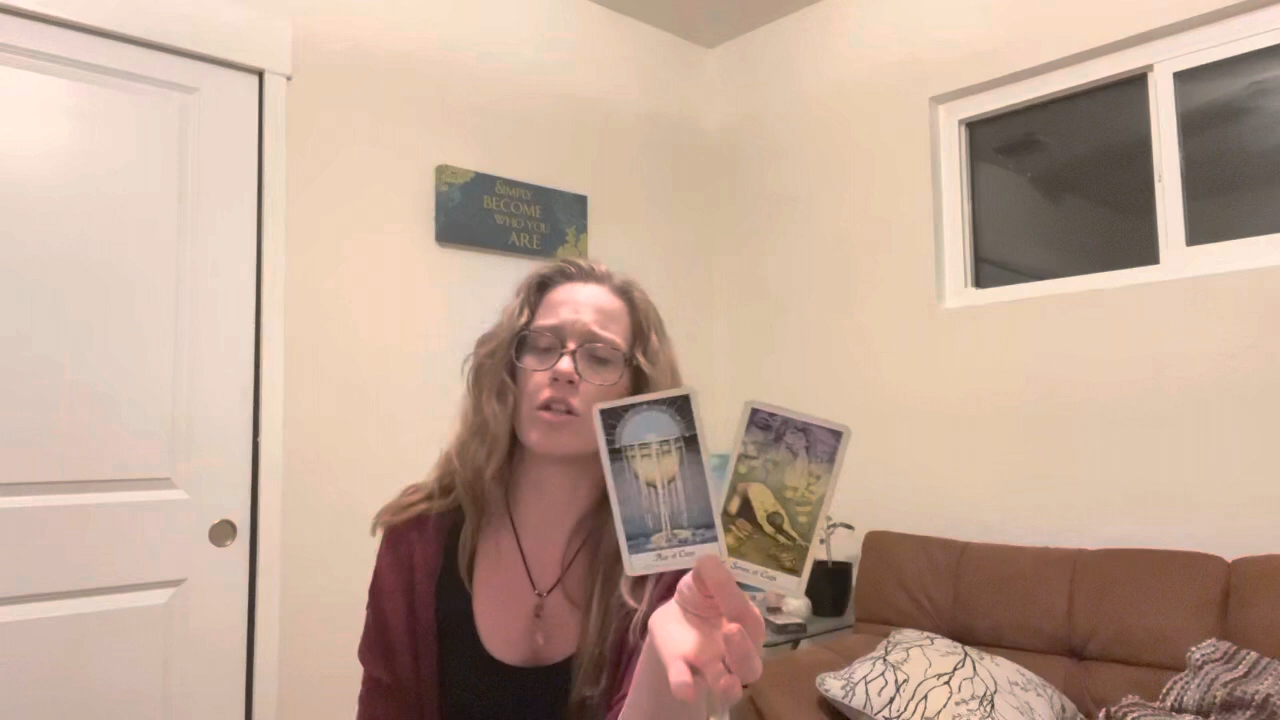 SIMPLY
BECOME
WHO YOU
ARE
Ace of Cups
Seven of Cups